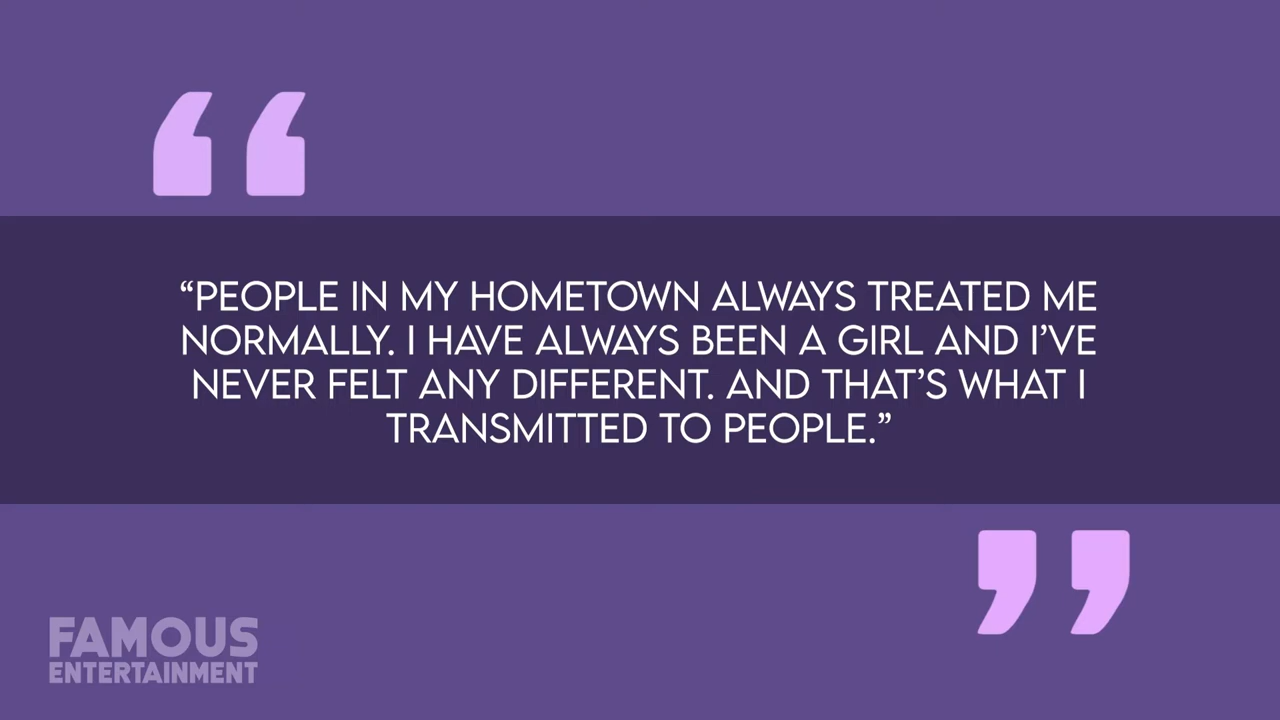 “PEOPLE IN MY HOMETOWN ALWAYS TREATED ME
NORMALLY. I HAVE ALWAYS BEEN A GIRL AND I’VE
NEVER FELT ANY DIFFERENT. AND THAT’S WHAT I
TRANSMITTED TO PEOPLE.”
FAMOUS
ENTERTAINMENT